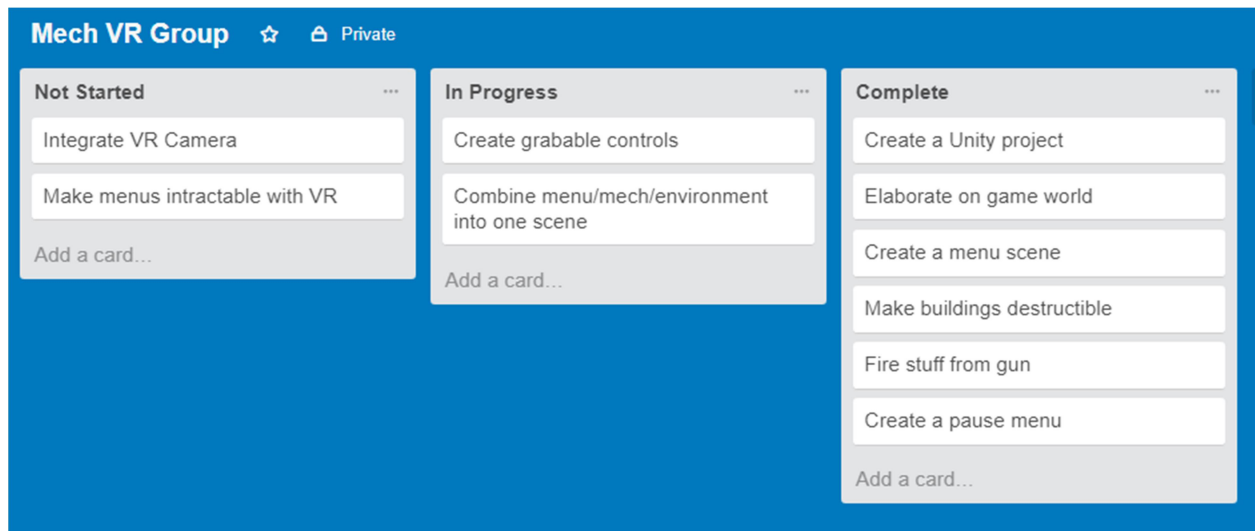 Mech VR Group
Private
Not Started
Integrate VR Camera
Make menus intractable with VR
Add a card...
In Progress
Create grabable controls
Combine menu/mech/environment
into one scene
Add a card...
Complete
Create a Unity project
Elaborate on game world
Create a menu scene
Make buildings destructible
Fire stuff from gun
Create a pause menu
Add a card...